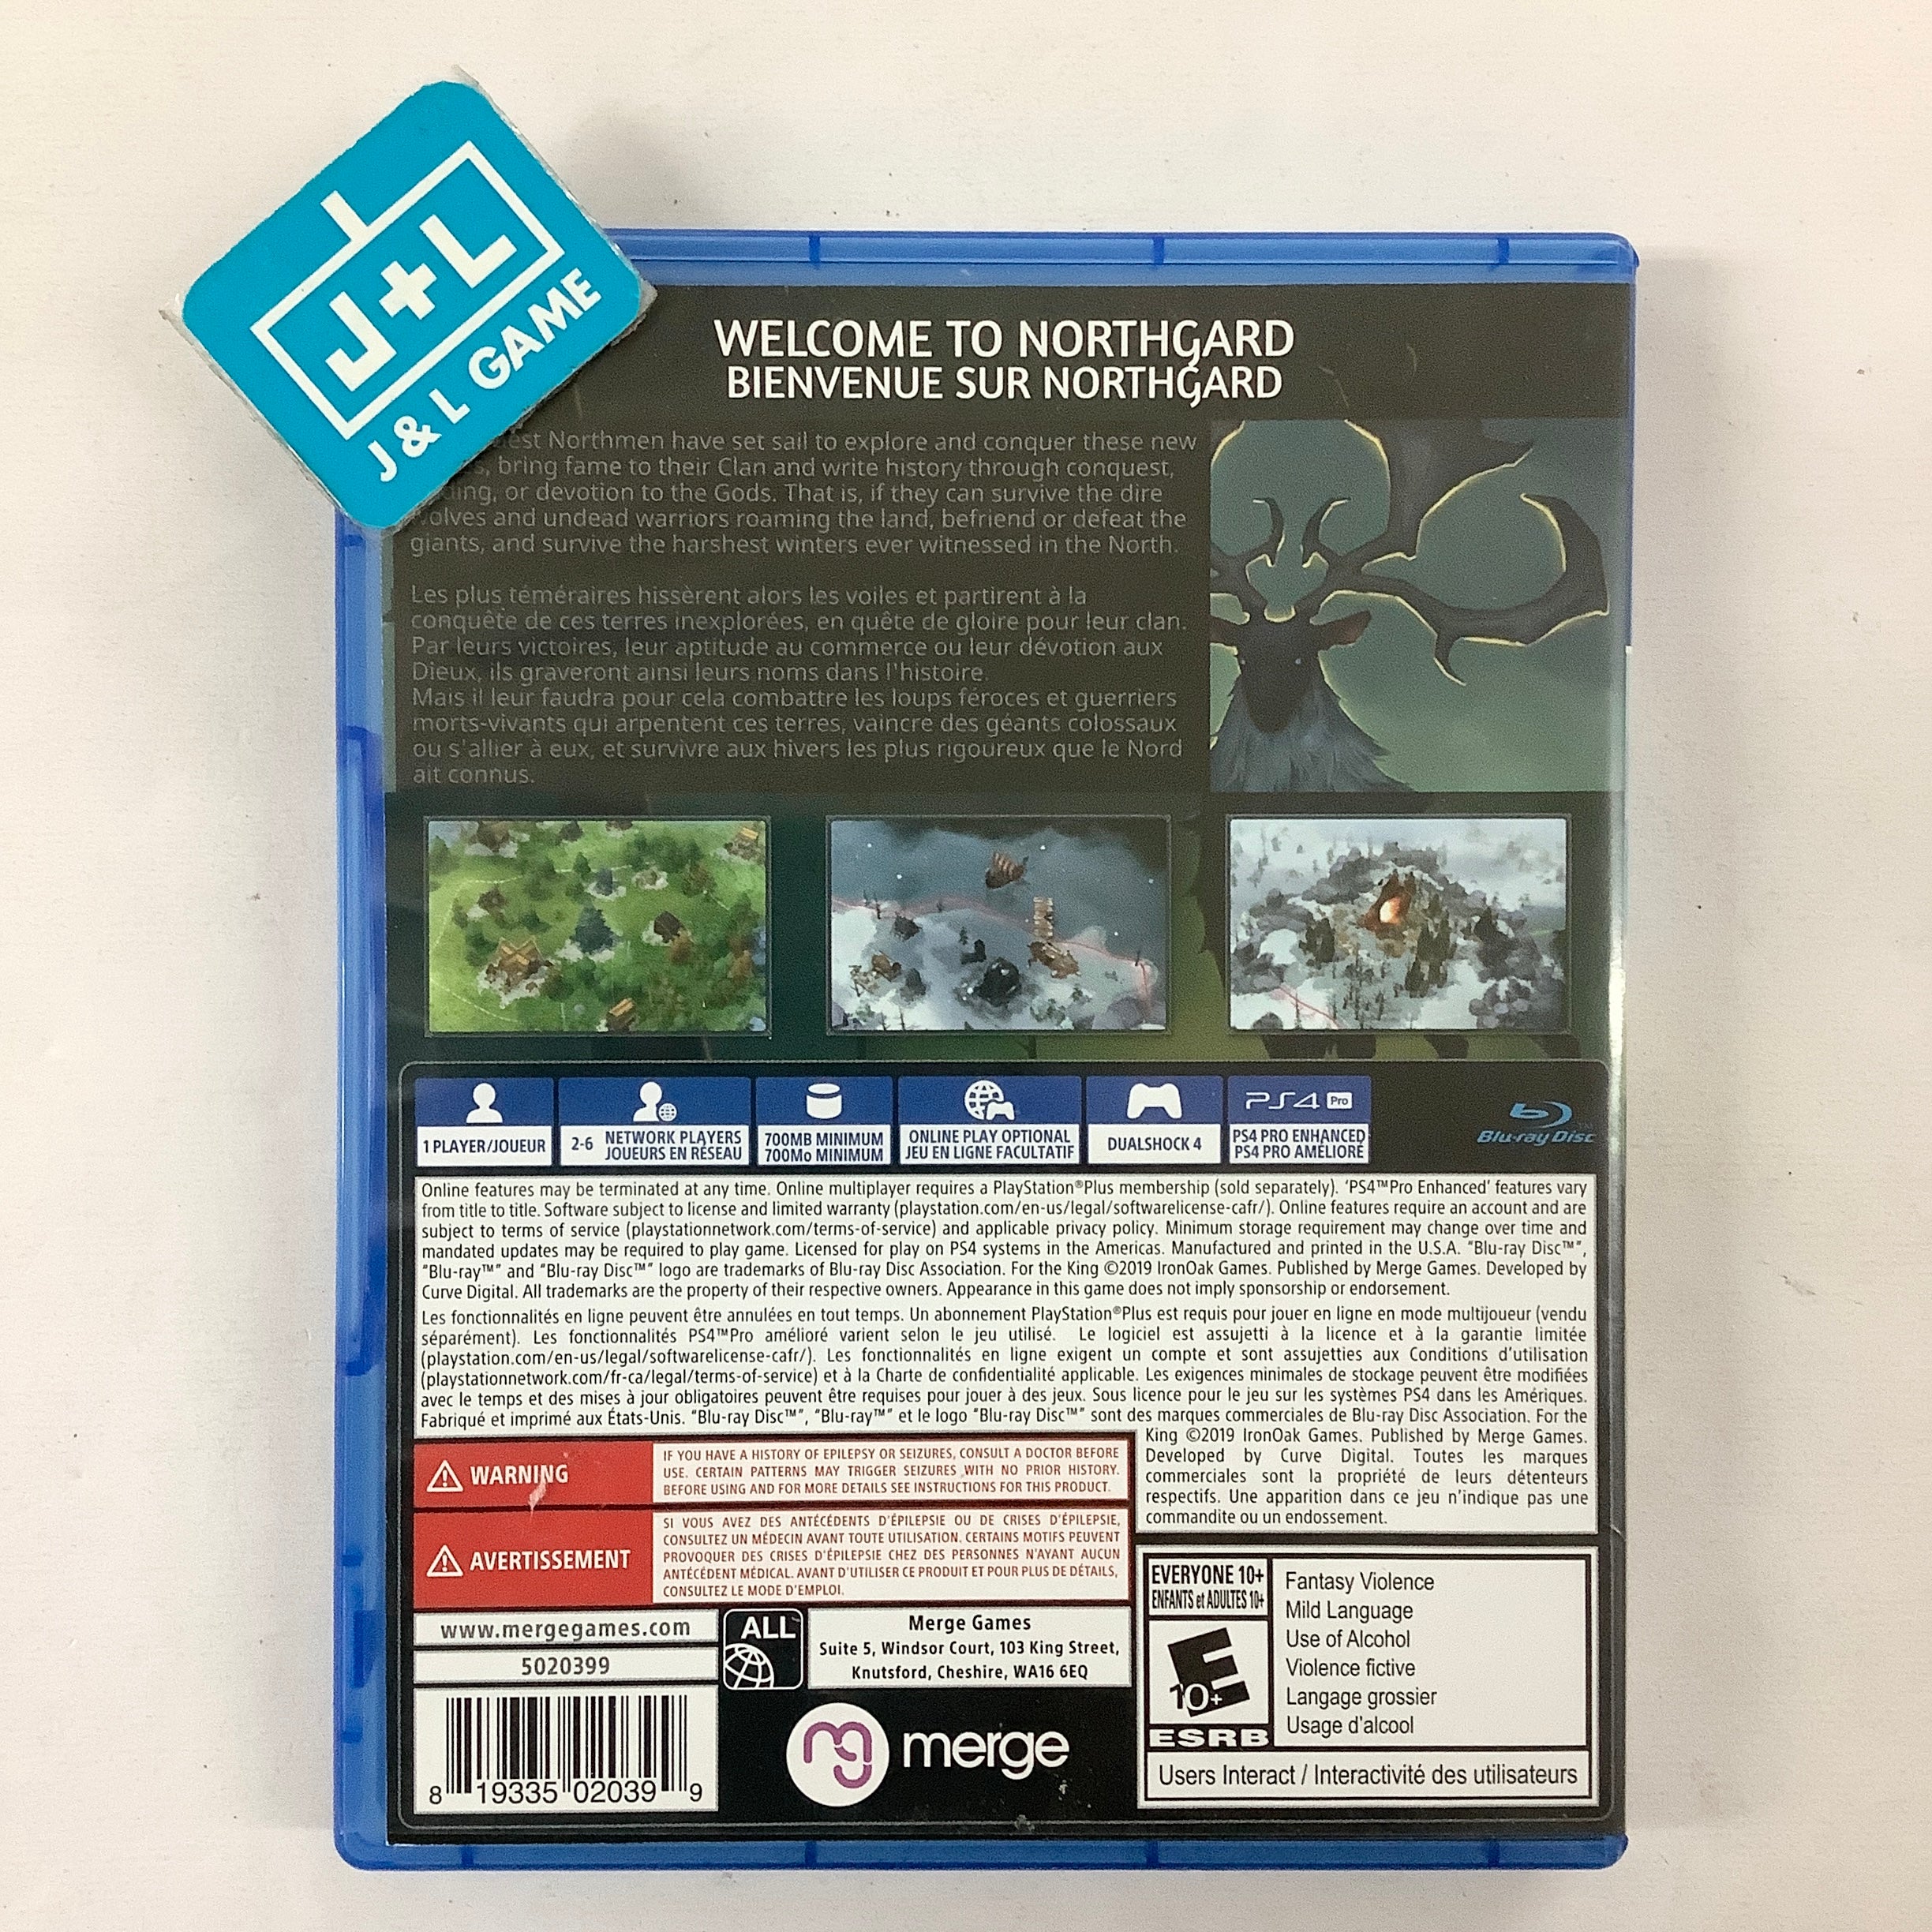 J+L
J & L GAME
WELCOME TO NORTHGARD
BIENVENUE SUR NORTHGARD
Northmen have set sail to explore and conquer these new
bring fame to their Clan and write history through conquest,
or devotion to the Gods. That is, if they can survive the dire
wolves and undead warriors roaming the land, befriend or defeat the
giants, and survive the harshest winters ever witnessed in the North.
Les plus téméraires hissèrent alors les voiles et partirent à la
conquête de ces terres inexplorées, en quête de gloire pour leur clan.
Par leurs victoires, leur aptitude au commerce ou leur dévotion aux
Dieux, ils graveront ainsi leurs noms dans l'histoire.
Mais il leur faudra pour cela combattre les loups féroces et guerriers
morts-vivants qui arpentent ces terres, vaincre des géants colossaux
ou s'allier à eux, et survivre aux hivers les plus rigoureux que le Nord
ait connus.
1 PLAYER/JOUEUR
2-6 NETWORK PLAYERS
JOUEURS EN RÉSEAU
700MB MINIMUM
700Mo MINIMUM
ONLINE PLAY OPTIONAL
JEU EN LIGNE FACULTATIF
DUALSHOCK 4
PS4 Pro
PS4 PRO ENHANCED
PS4 PRO AMÉLIORÉ
Blu-ray Disc™
Online features may be terminated at any time. Online multiplayer requires a PlayStation®Plus membership (sold separately). 'PS4™Pro Enhanced' features vary
from title to title. Software subject to license and limited warranty (playstation.com/en-us/legal/softwarelicense-cafr/). Online features require an account and are
subject to terms of service (playstationnetwork.com/terms-of-service) and applicable privacy policy. Minimum storage requirement may change over time and
mandated updates may be required to play game. Licensed for play on PS4 systems in the Americas. Manufactured and printed in the U.S.A. "Blu-ray Disc™",
"Blu-ray™" and "Blu-ray Disc™" logo are trademarks of Blu-ray Disc Association. For the King ©2019 IronOak Games. Published by Merge Games. Developed by
Curve Digital. All trademarks are the property of their respective owners. Appearance in this game does not imply sponsorship or endorsement.
Les fonctionnalités en ligne peuvent être annulées en tout temps. Un abonnement PlayStation®Plus est requis pour jouer en ligne en mode multijoueur (vendu
séparément). Les fonctionnalités PS4™Pro amélioré varient selon le jeu utilisé. Le logiciel est assujetti à la licence et à la garantie limitée
(playstation.com/en-us/legal/softwarelicense-cafr/). Les fonctionnalités en ligne exigent un compte et sont assujetties aux Conditions d'utilisation
(playstationnetwork.com/fr-ca/legal/terms-of-service) et à la Charte de confidentialité applicable. Les exigences minimales de stockage peuvent être modifiées
avec le temps et des mises à jour obligatoires peuvent être requises pour jouer à des jeux. Sous licence pour le jeu sur les systèmes PS4 dans les Amériques.
Fabriqué et imprimé aux États-Unis. "Blu-ray Disc™", "Blu-ray™" et le logo "Blu-ray Disc™" sont des marques commerciales de Blu-ray Disc Association. For the
King ©2019 IronOak Games. Published by Merge Games.
Developed by Curve Digital. Toutes les marques
commerciales sont la propriété de leurs détenteurs
respectifs. Une apparition dans ce jeu n'indique pas une
commandite ou un endossement.
WARNING
IF YOU HAVE A HISTORY OF EPILEPSY OR SEIZURES, CONSULT A DOCTOR BEFORE
USE. CERTAIN PATTERNS MAY TRIGGER SEIZURES WITH NO PRIOR HISTORY.
BEFORE USING AND FOR MORE DETAILS SEE INSTRUCTIONS FOR THIS PRODUCT.
AVERTISSEMENT
SI VOUS AVEZ DES ANTÉCÉDENTS D'ÉPILEPSIE OU DE CRISES D'ÉPILEPSIE,
CONSULTEZ UN MÉDECIN AVANT TOUTE UTILISATION. CERTAINS MOTIFS PEUVENT
PROVOQUER DES CRISES D'ÉPILEPSIE CHEZ DES PERSONNES N'AYANT AUCUN
ANTÉCÉDENT MÉDICAL. AVANT D'UTILISER CE PRODUIT ET POUR PLUS DE DÉTAILS,
CONSULTEZ LE MODE D'EMPLOI.
www.mergegames.com
5020399
ALL
Merge Games
Suite 5, Windsor Court, 103 King Street,
Knutsford, Cheshire, WA16 6EQ
8 19335 02039 9
mg merge
EVERYONE 10+
ENFANTS et ADULTES 10+
E 10+
ESRB
Fantasy Violence
Mild Language
Use of Alcohol
Violence fictive
Langage grossier
Usage d'alcool
Users Interact / Interactivité des utilisateurs